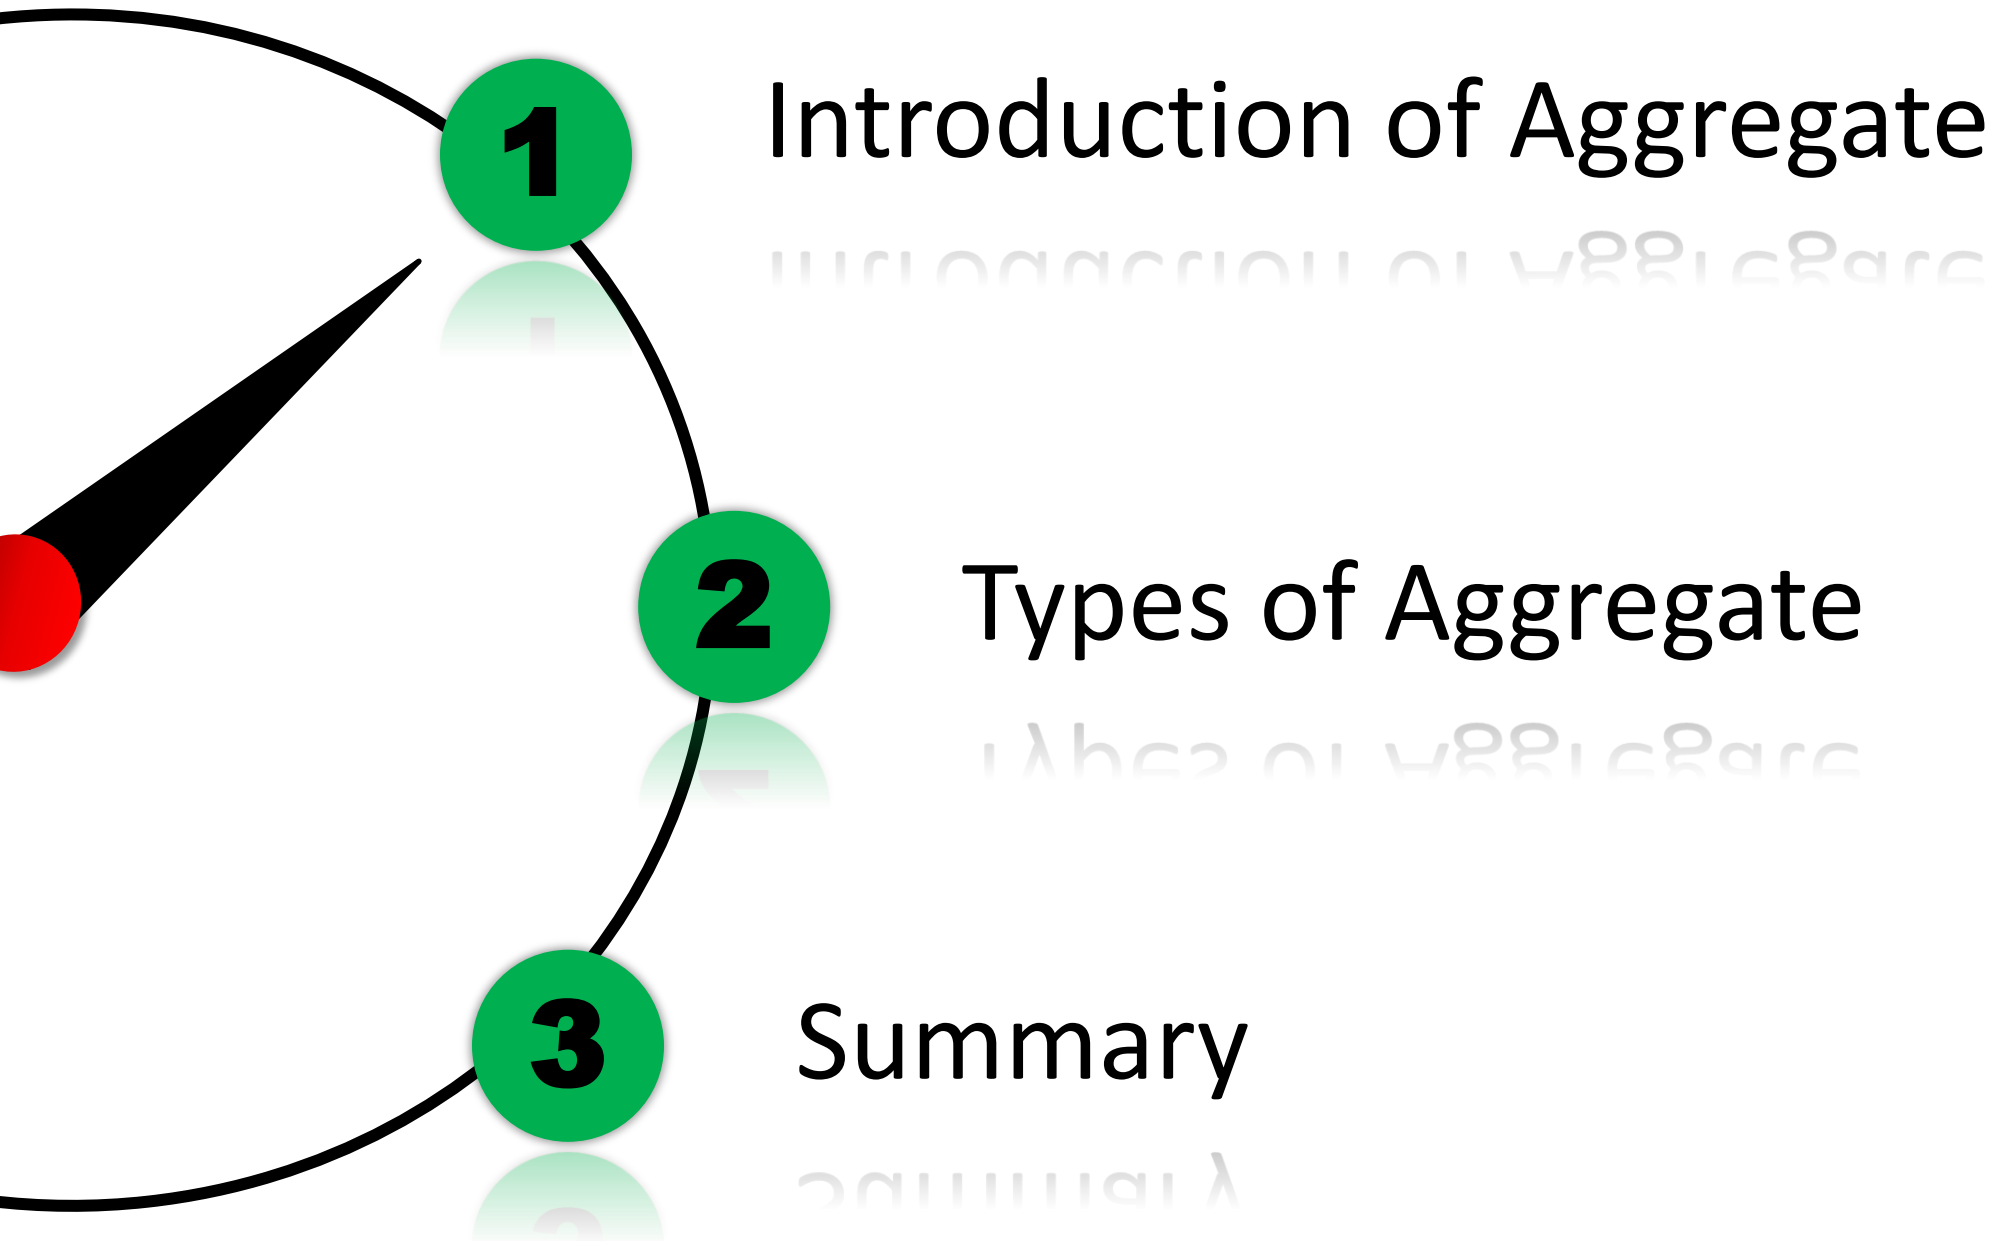 1 Introduction of Aggregate
2 Types of Aggregate
3 Summary